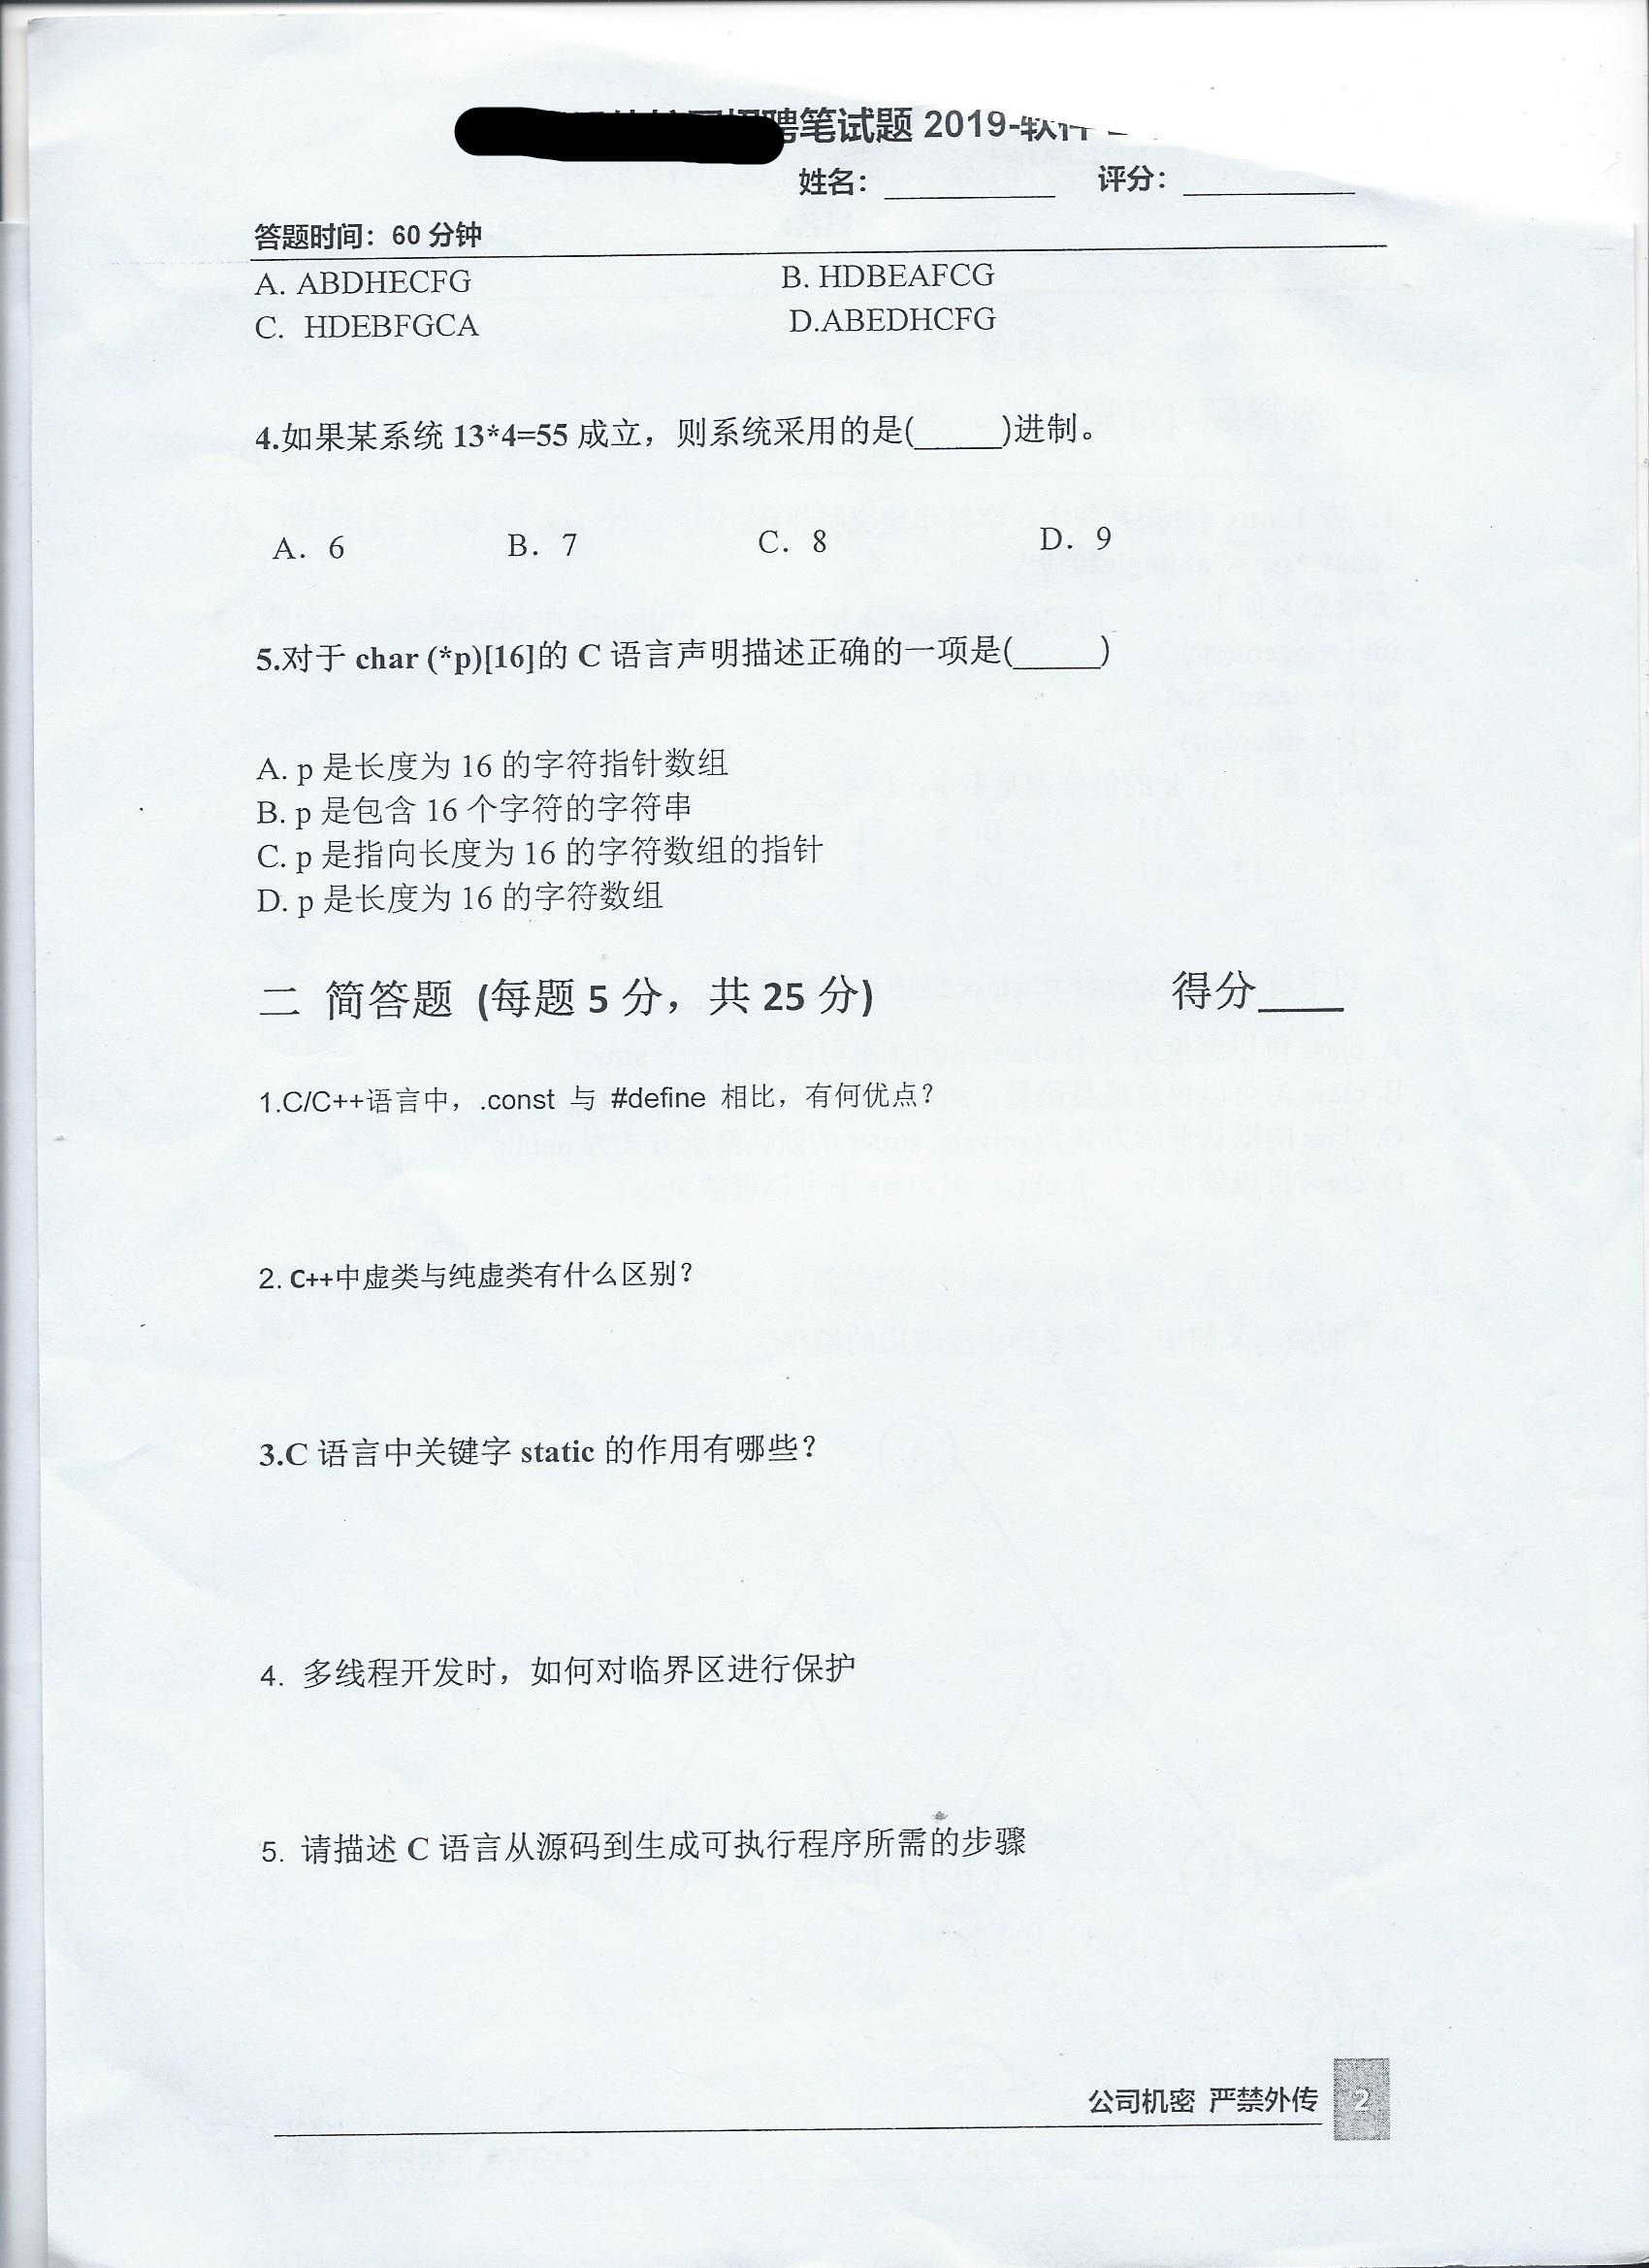 聘笔试题 2019-软件
姓名： 评分：
答题时间：60 分钟
A. ABDHECFG B. HDBEAFCG
C. HDEBFGCA D.ABEDHCFG
4.如果某系统 13*4=55 成立，则系统采用的是(_____)进制。
A. 6 B. 7 C. 8 D. 9
5.对于 char (*p)[16]的 C 语言声明描述正确的一项是(_____)
A. p 是长度为 16 的字符指针数组
B. p 是包含 16 个字符的字符串
C. p 是指向长度为 16 的字符数组的指针
D. p 是长度为 16 的字符数组
二 简答题 (每题 5 分，共 25 分) 得分____
1.C/C++语言中，.const 与 #define 相比，有何优点？
2. C++中虚类与纯虚类有什么区别？
3.C 语言中关键字 static 的作用有哪些？
4. 多线程开发时，如何对临界区进行保护
5. 请描述 C 语言从源码到生成可执行程序所需的步骤
公司机密 严禁外传 2